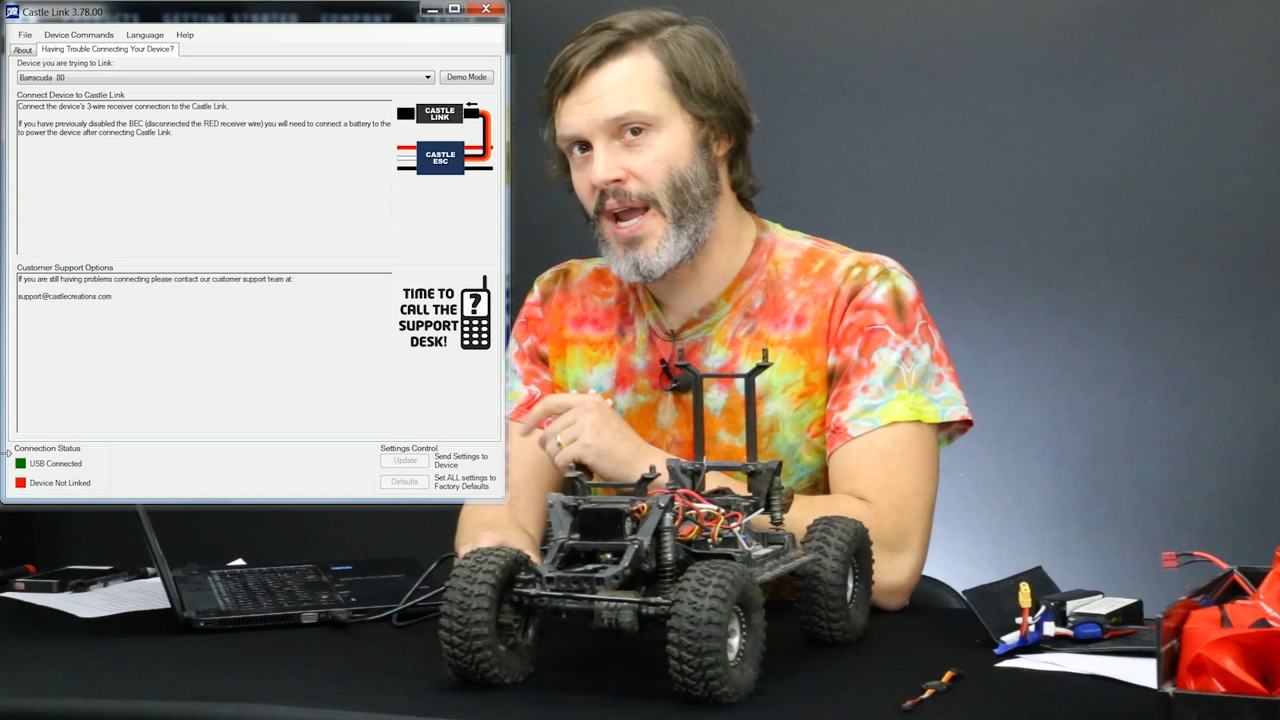 Castle Link 3.78.00
File Device Commands Language Help
About Having Trouble Connecting Your Device?
Device you are trying to Link:
Barracuda 80 Demo Mode
Connect Device to Castle Link
Connect the device's 3-wire receiver connection to the Castle Link.
If you have previously disabled the BEC (disconnected the RED receiver wire) you will need to connect a battery to the
to power the device after connecting Castle Link.
CASTLE
LINK
CASTLE
ESC
Customer Support Options
If you are still having problems connecting please contact our customer support team at:
support@castlecreations.com
TIME TO
CALL THE
SUPPORT
DESK!
?
Connection Status
USB Connected
Device Not Linked
Settings Control
Update Send Settings to
Device
Defaults Set ALL settings to
Factory Defaults